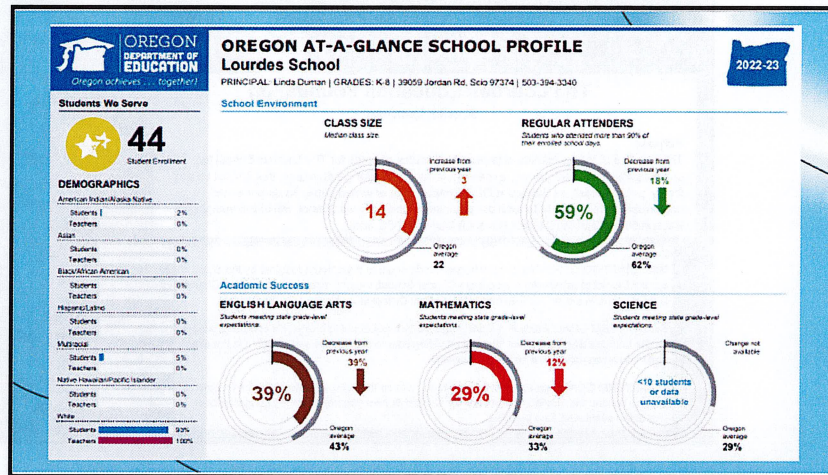 OREGON
DEPARTMENT OF
EDUCATION
Oregon achieves . . . together!
OREGON AT-A-GLANCE SCHOOL PROFILE
Lourdes School
PRINCIPAL: Linda Duman | GRADES: K-8 | 39059 Jordan Rd, Scio 97374 | 503-394-3340
2022-23
Students We Serve
44
Student Enrollment
DEMOGRAPHICS
American Indian/Alaska Native
Students 2%
Teachers 0%
Asian
Students 0%
Teachers 0%
Black/African American
Students 0%
Teachers 0%
Hispanic/Latino
Students 0%
Teachers 0%
Multiracial
Students 5%
Teachers 0%
Native Hawaiian/Pacific Islander
Students 0%
Teachers 0%
White
Students 93%
Teachers 100%
School Environment
CLASS SIZE
Median class size.
14
Increase from
previous year
3
Oregon
average
22
REGULAR ATTENDERS
Students who attended more than 90% of
their enrolled school days.
59%
Decrease from
previous year
18%
Oregon
average
62%
Academic Success
ENGLISH LANGUAGE ARTS
Students meeting state grade-level
expectations.
39%
Decrease from
previous year
39%
Oregon
average
43%
MATHEMATICS
Students meeting state grade-level
expectations.
29%
Decrease from
previous year
12%
Oregon
average
33%
SCIENCE
Students meeting state grade-level
expectations.
<10 students
or data
unavailable
Change not
available
Oregon
average
29%